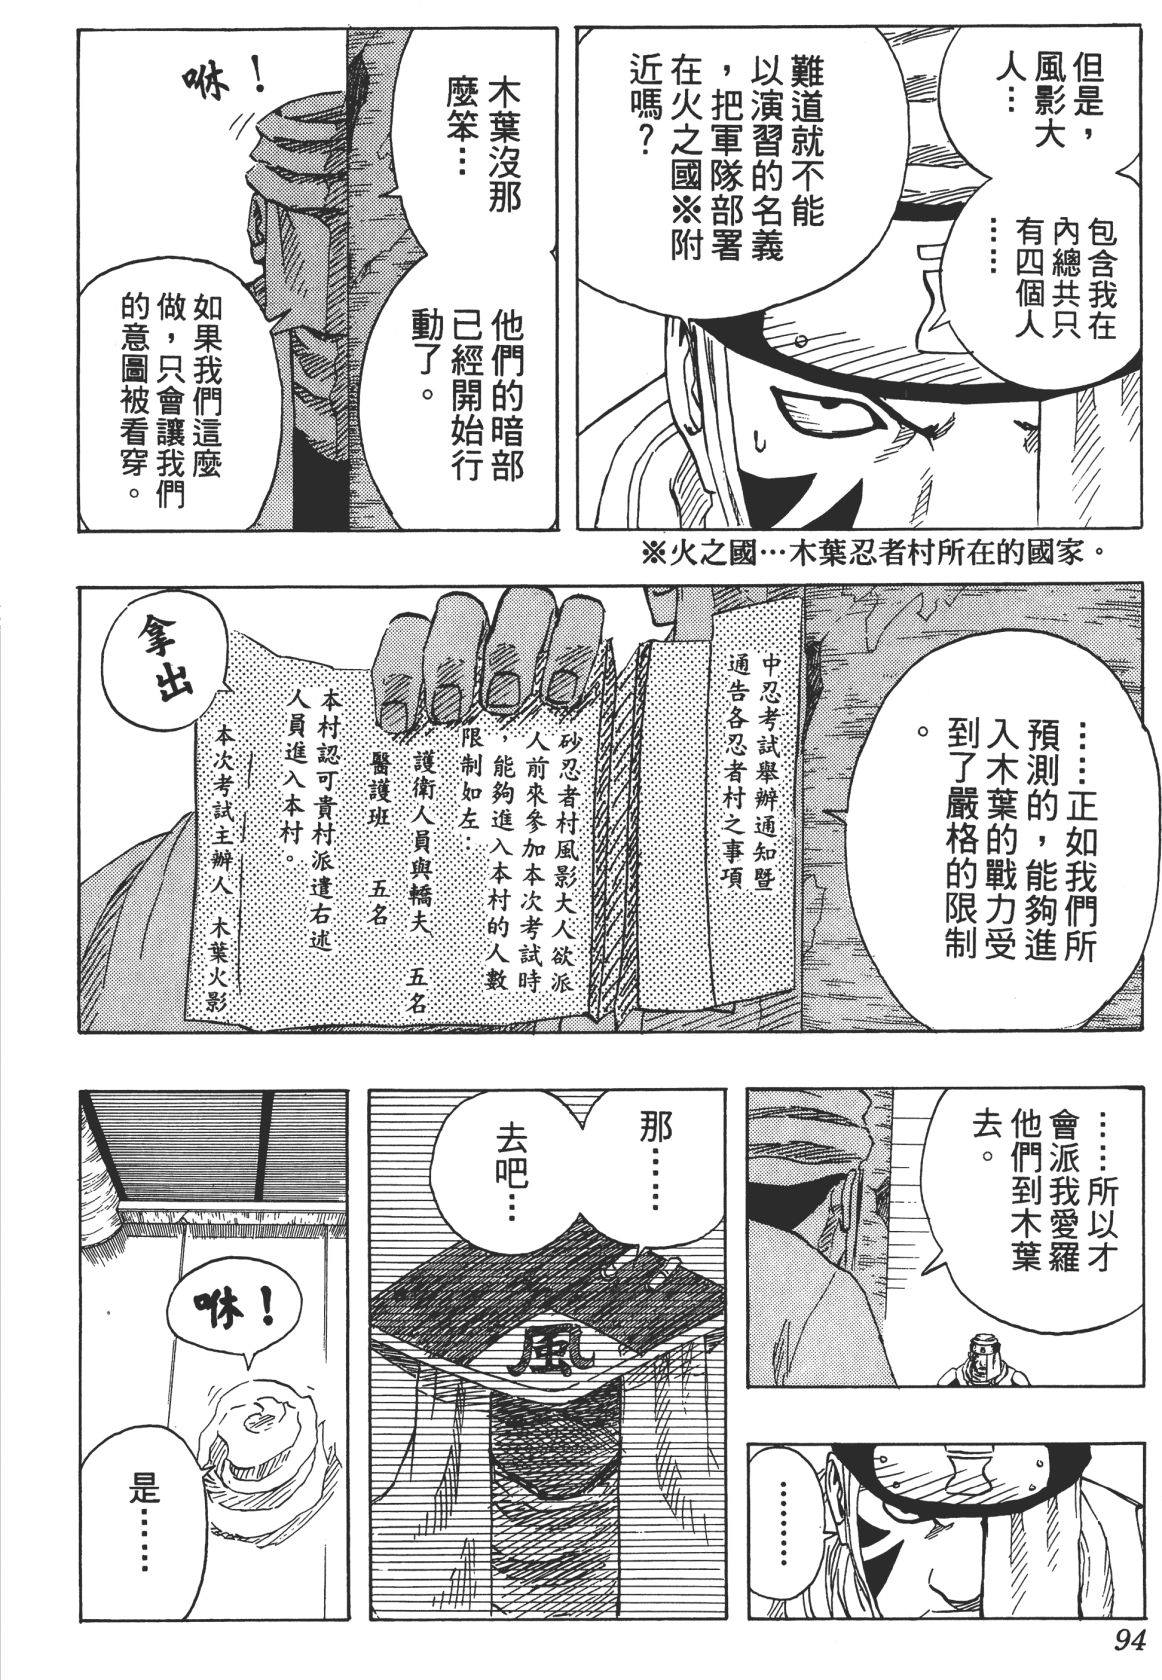 但是，
風影大
人…
包含我在
內總共只
有四個人
……
難道就不能
以演習的名義
，把軍隊部署
在火之國※附
近嗎？
※火之國…木葉忍者村所在的國家。
木葉沒那
麼笨…
他們的暗部
已經開始行
動了。
咻！
如果我們這麼
做，只會讓我們
的意圖被看穿。
……正如我們所
預測的，能夠進
入木葉的戰力受
到了嚴格的限制
。
中忍考試舉辦通知暨
通告各忍者村之事項
砂忍者村風影大人欲派
人前來參加本次考試時
，能夠進入本村的人數
限制如左：
護衛人員與轎夫　五名
醫護班　五名
本村認可貴村派遣右述
人員進入本村。
本次考試主辦人　木葉火影
拿出
……所以才
會派我愛羅
他們到木葉
去。
………
那……
去吧…
風
咻！
是……
94